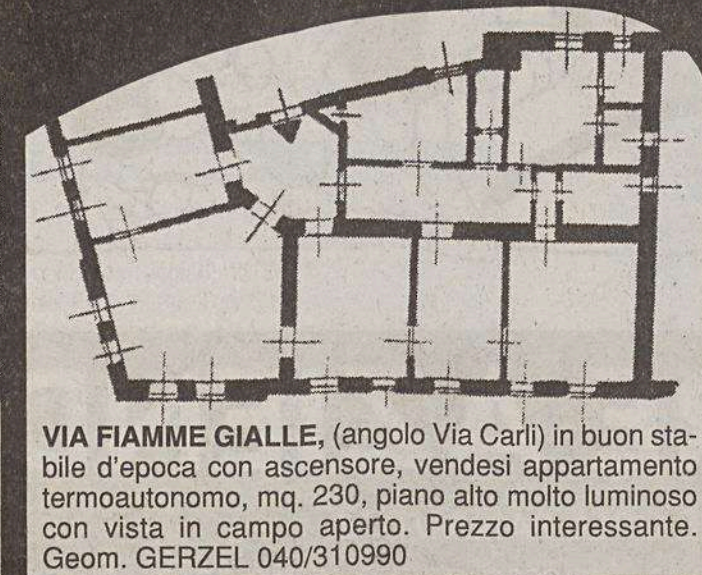 VIA FIAMME GIALLE, (angolo Via Carli) in buon sta-
bile d'epoca con ascensore, vendesi appartamento
termoautonomo, mq. 230, piano alto molto luminoso
con vista in campo aperto. Prezzo interessante.
Geom. GERZEL 040/310990